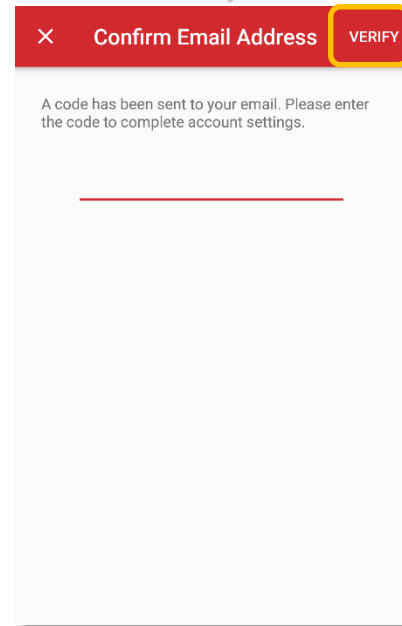 × Confirm Email Address VERIFY
A code has been sent to your email. Please enter
the code to complete account settings.